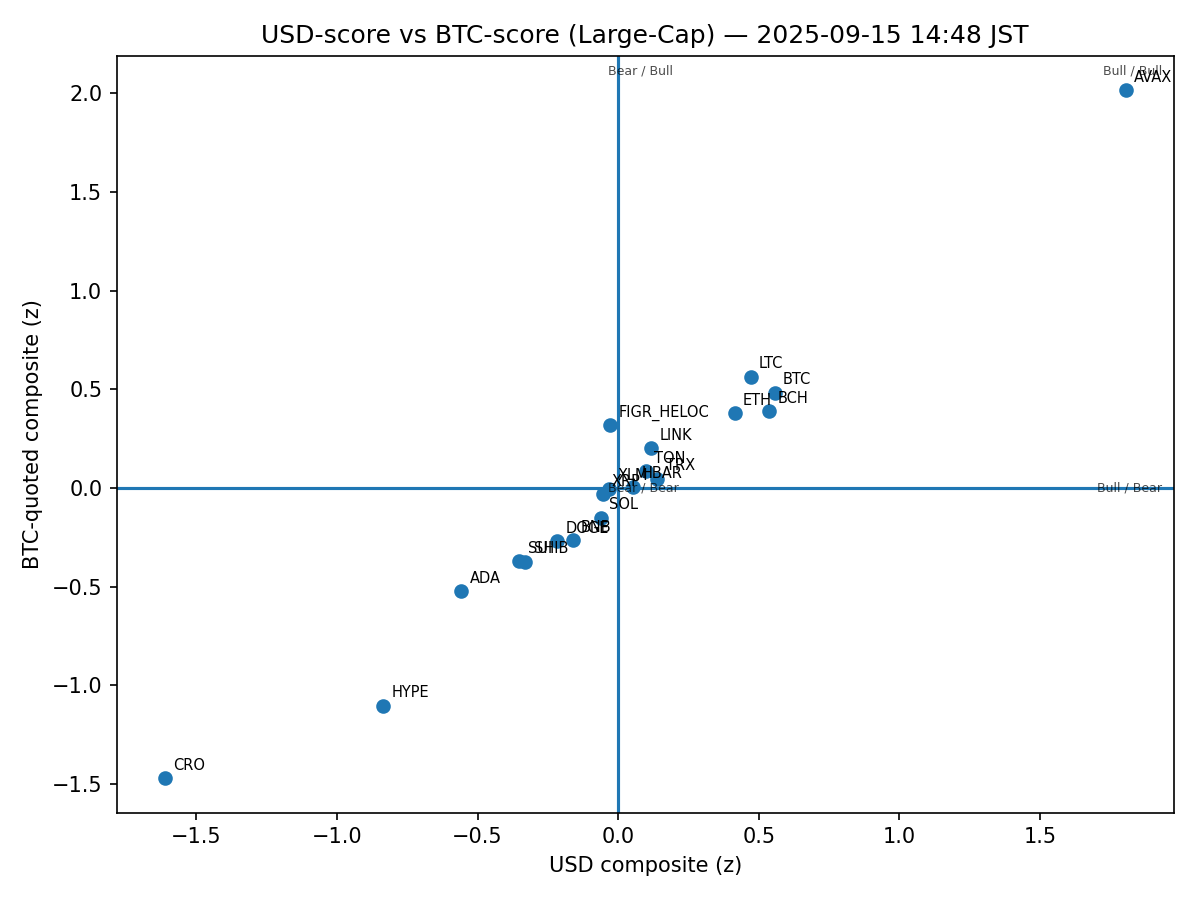 USD-score vs BTC-score (Large-Cap) — 2025-09-15 14:48 JST
Bear / Bull
Bull / Bull
AVAX
2.0
1.5
1.0
LTC
BTC
BCH
ETH
0.5
FIGR_HELOC
LINK
TON
TRX
HBAR
XLM
XRP
0.0
Bear / Bear
Bull / Bear
SOL
BNB
DOGE
SUI
SHIB
−0.5
ADA
−1.0
HYPE
CRO
−1.5
BTC-quoted composite (z)
−1.5
−1.0
−0.5
0.0
0.5
1.0
1.5
USD composite (z)